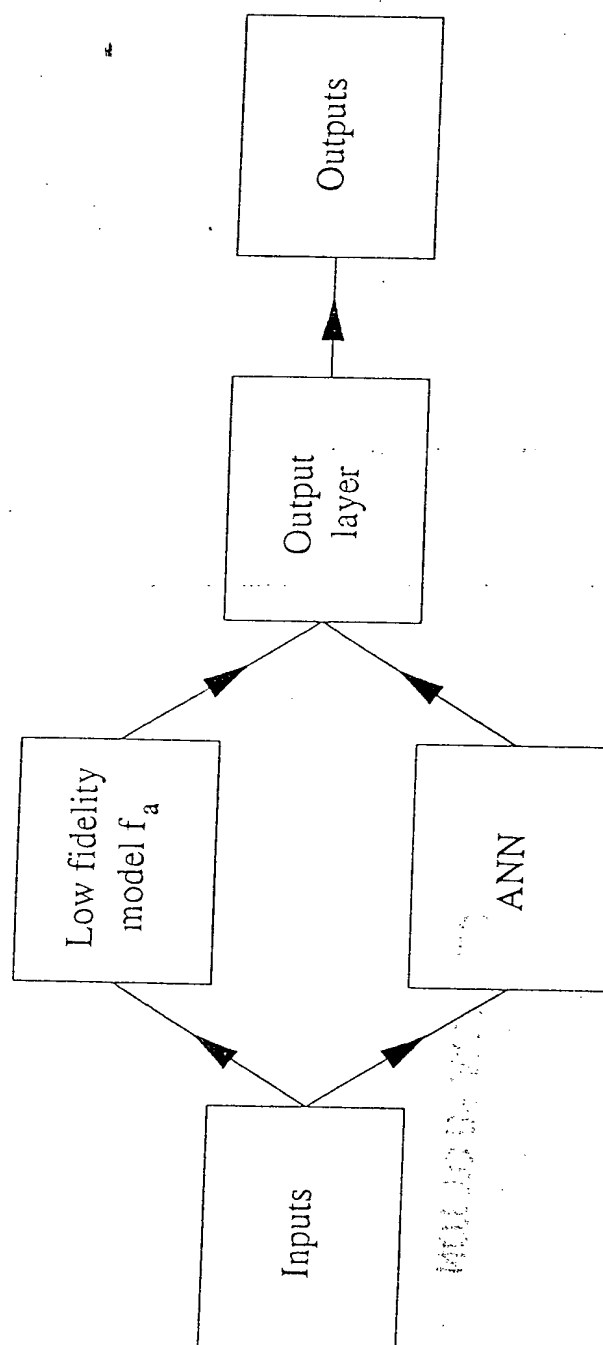 Inputs
Low fidelity
model f_a
ANN
Output
layer
Outputs